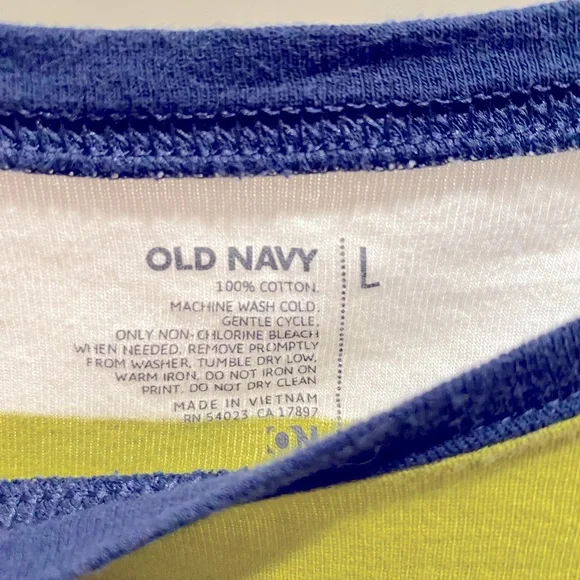 OLD NAVY
L
100% COTTON.
MACHINE WASH COLD.
GENTLE CYCLE,
ONLY NON-CHLORINE BLEACH
WHEN NEEDED, REMOVE PROMPTLY
FROM WASHER, TUMBLE DRY LOW,
WARM IRON, DO NOT IRON ON
PRINT. DO NOT DRY CLEAN
MADE IN VIETNAM
RN 54023 CA 17897